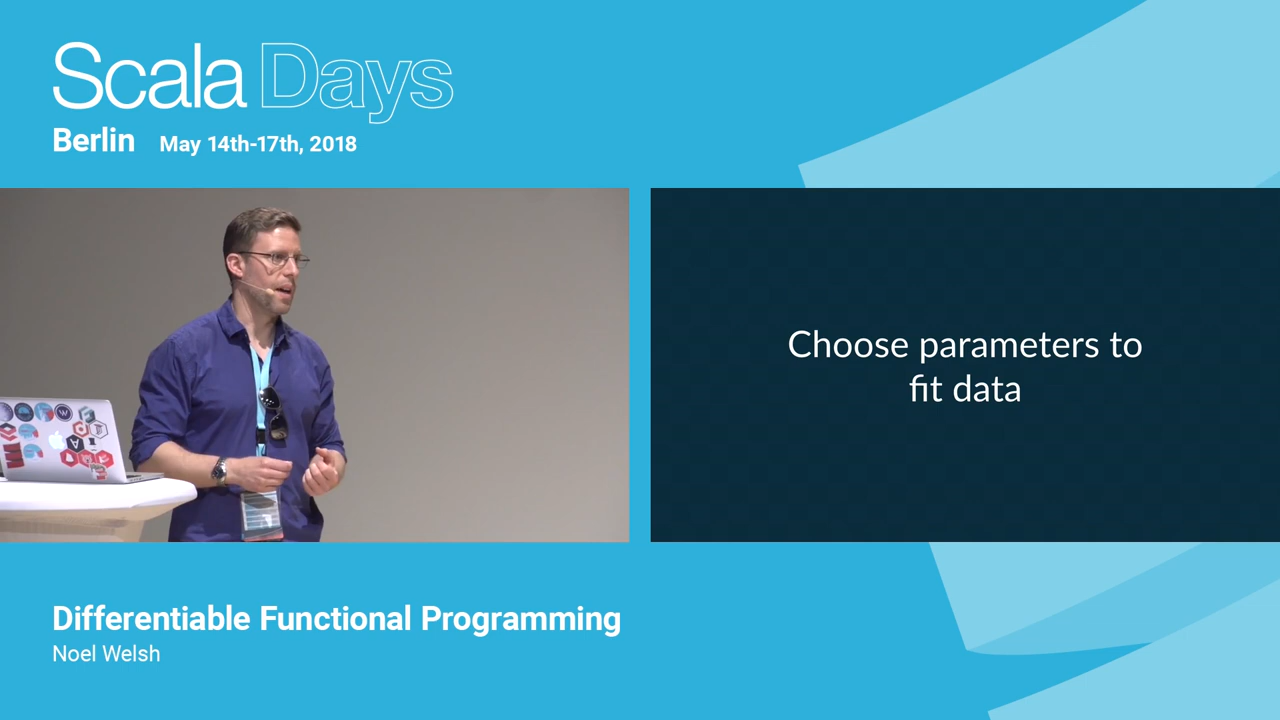 Scala Days
Berlin May 14th-17th, 2018
Choose parameters to
fit data
Differentiable Functional Programming
Noel Welsh